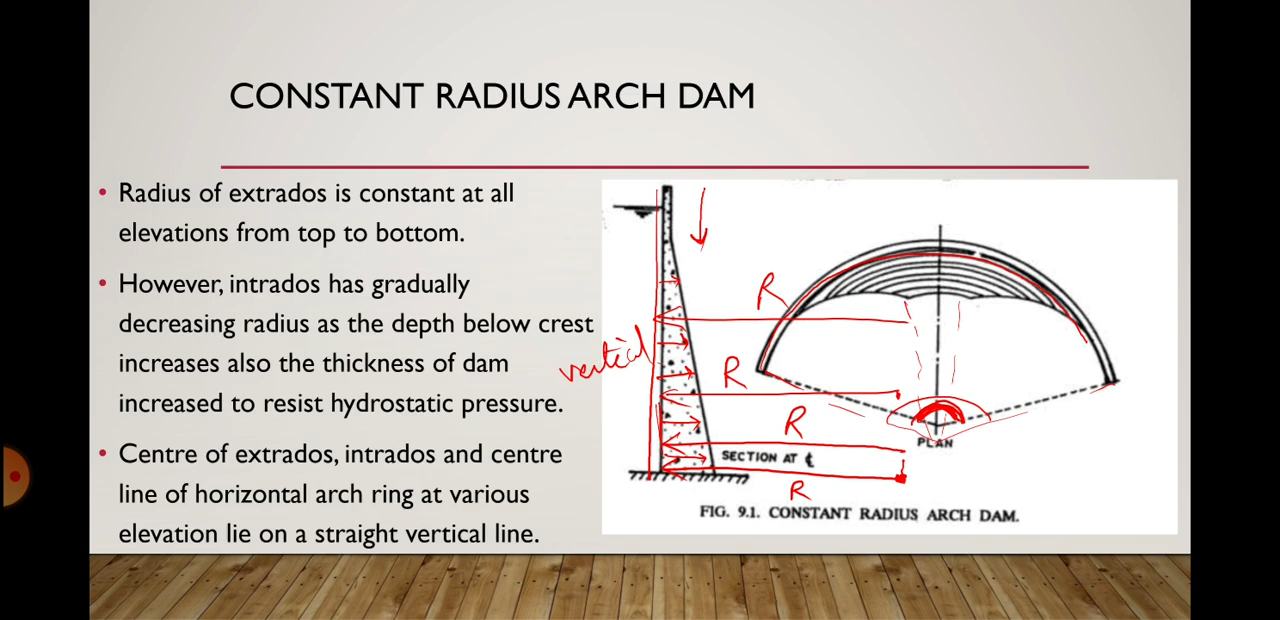 CONSTANT RADIUS ARCH DAM
• Radius of extrados is constant at all
elevations from top to bottom.
• However, intrados has gradually
decreasing radius as the depth below crest
increases also the thickness of dam
increased to resist hydrostatic pressure.
• Centre of extrados, intrados and centre
line of horizontal arch ring at various
elevation lie on a straight vertical line.
vertical
R
R
R
R
SECTION AT ℄
PLAN
FIG. 9.1. CONSTANT RADIUS ARCH DAM.